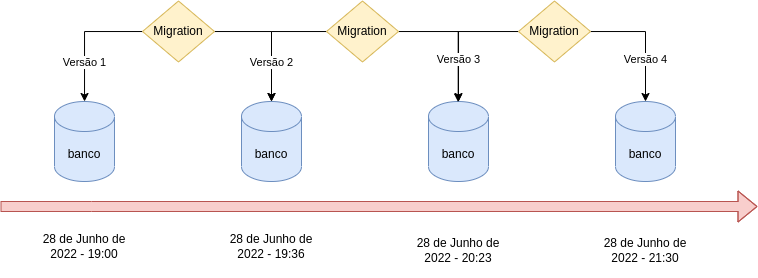 Migration
Migration
Migration
Versão 1
Versão 2
Versão 3
Versão 4
banco
banco
banco
banco
28 de Junho de
2022 - 19:00
28 de Junho de
2022 - 19:36
28 de Junho de
2022 - 20:23
28 de Junho de
2022 - 21:30